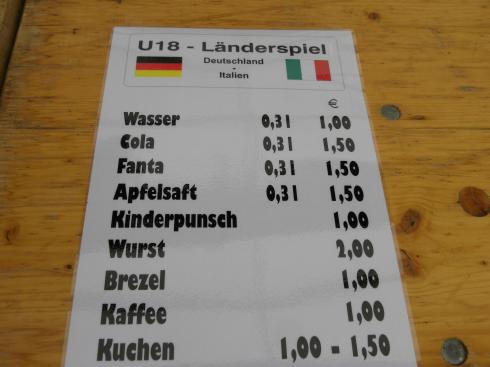 U18 - Länderspiel
Deutschland
-
Italien
€
Wasser 0,3l 1,00
Cola 0,3l 1,50
Fanta 0,3l 1,50
Apfelsaft 0,3l 1,50
Kinderpunsch 1,00
Wurst 2,00
Brezel 1,00
Kaffee 1,00
Kuchen 1,00 - 1,50